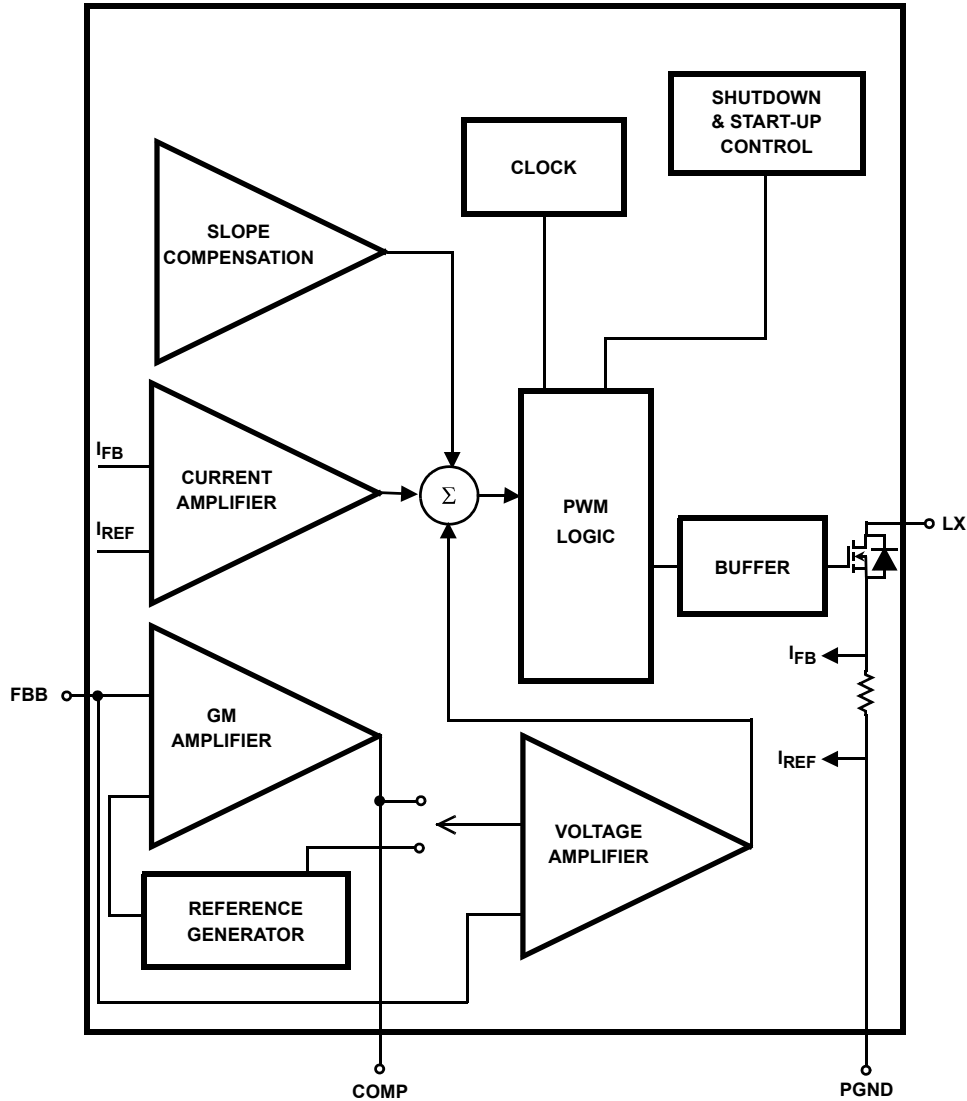 SHUTDOWN
& START-UP
CONTROL
CLOCK
SLOPE
COMPENSATION
IFB
CURRENT
AMPLIFIER
IREF
Σ
PWM
LOGIC
LX
BUFFER
IFB
FBB
GM
AMPLIFIER
IREF
VOLTAGE
AMPLIFIER
REFERENCE
GENERATOR
COMP
PGND